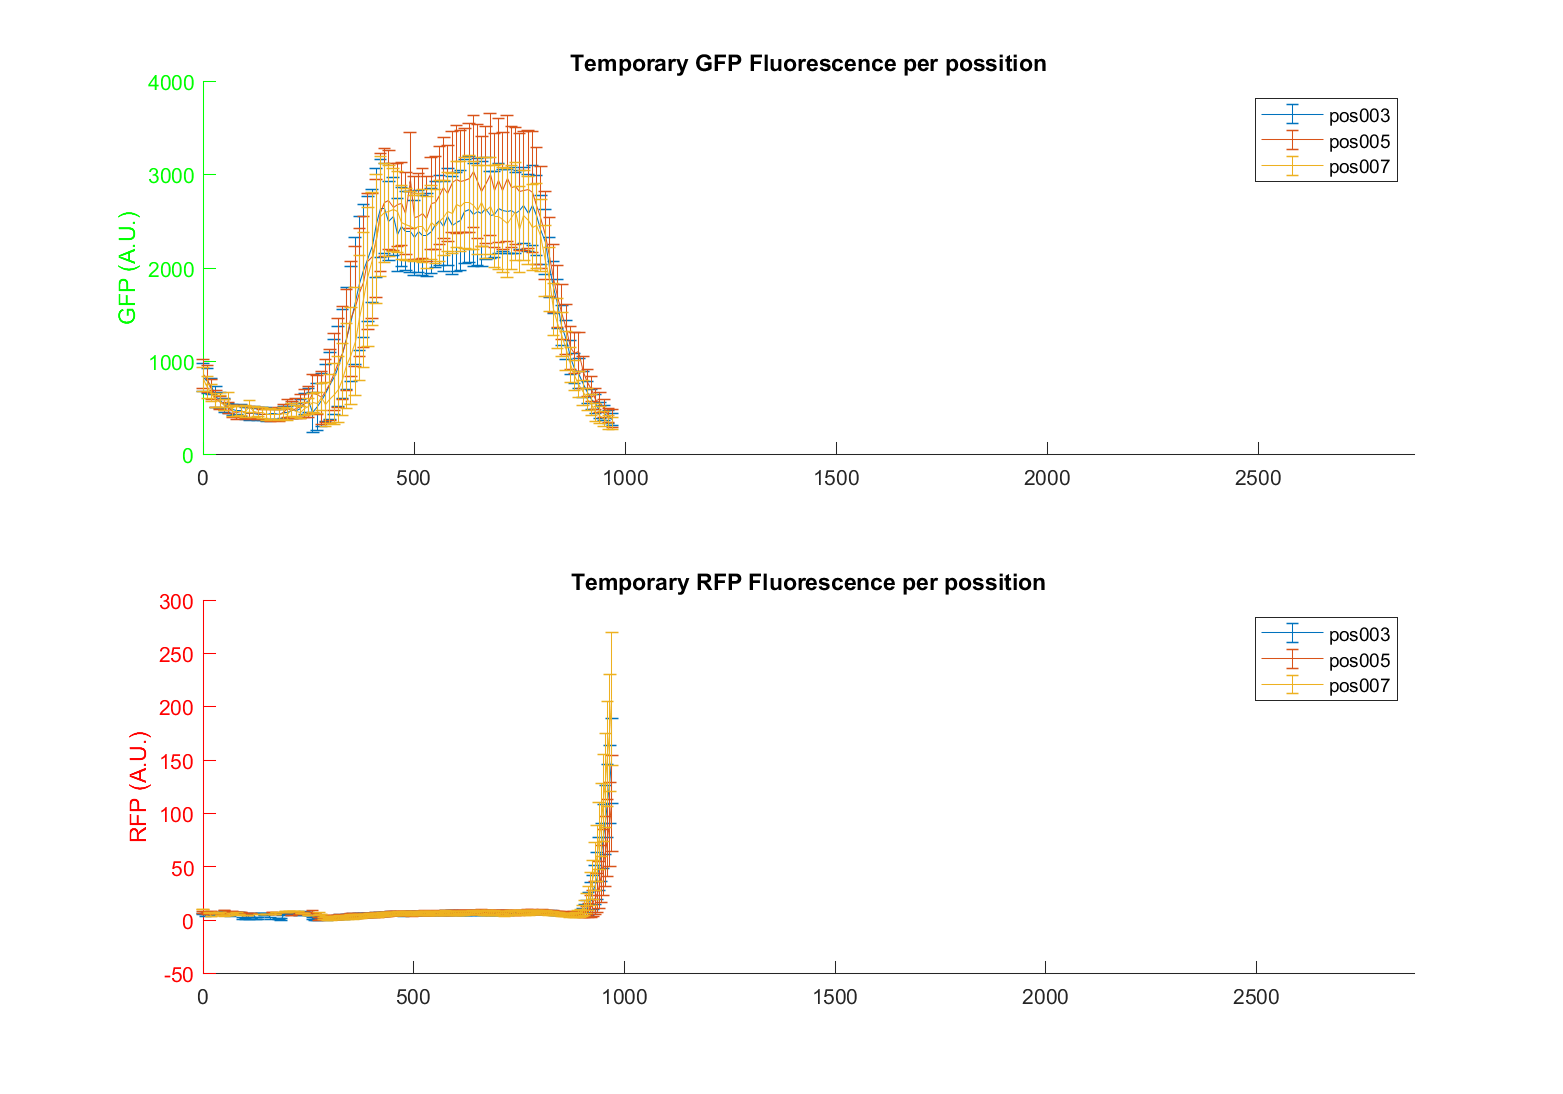 Temporary GFP Fluorescence per possition
4000
3000
2000
1000
0
GFP (A.U.)
pos003
pos005
pos007
0 500 1000 1500 2000 2500
Temporary RFP Fluorescence per possition
300
250
200
150
100
50
0
-50
RFP (A.U.)
pos003
pos005
pos007
0 500 1000 1500 2000 2500